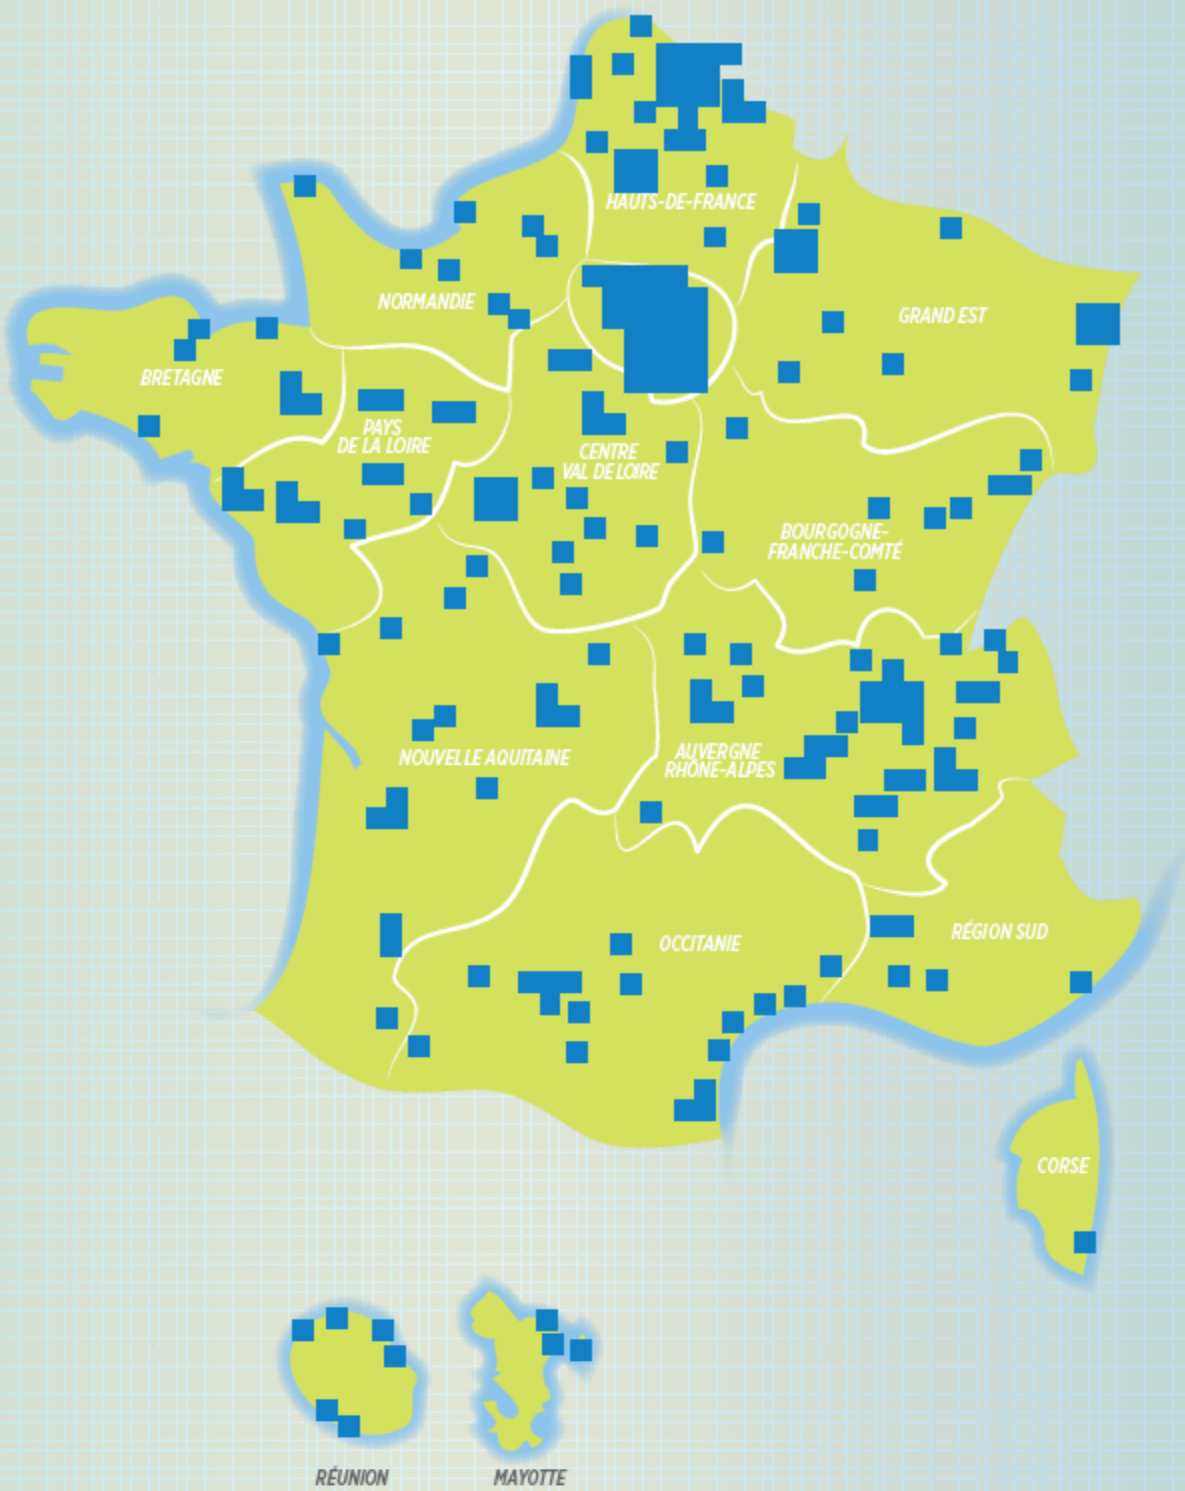 HAUTS-DE-FRANCE
NORMANDIE
GRAND EST
BRETAGNE
PAYS
DE LA LOIRE
CENTRE
VAL DE LOIRE
BOURGOGNE-
FRANCHE-COMTÉ
NOUVELLE AQUITAINE
AUVERGNE
RHÔNE-ALPES
OCCITANIE
RÉGION SUD
CORSE
RÉUNION
MAYOTTE